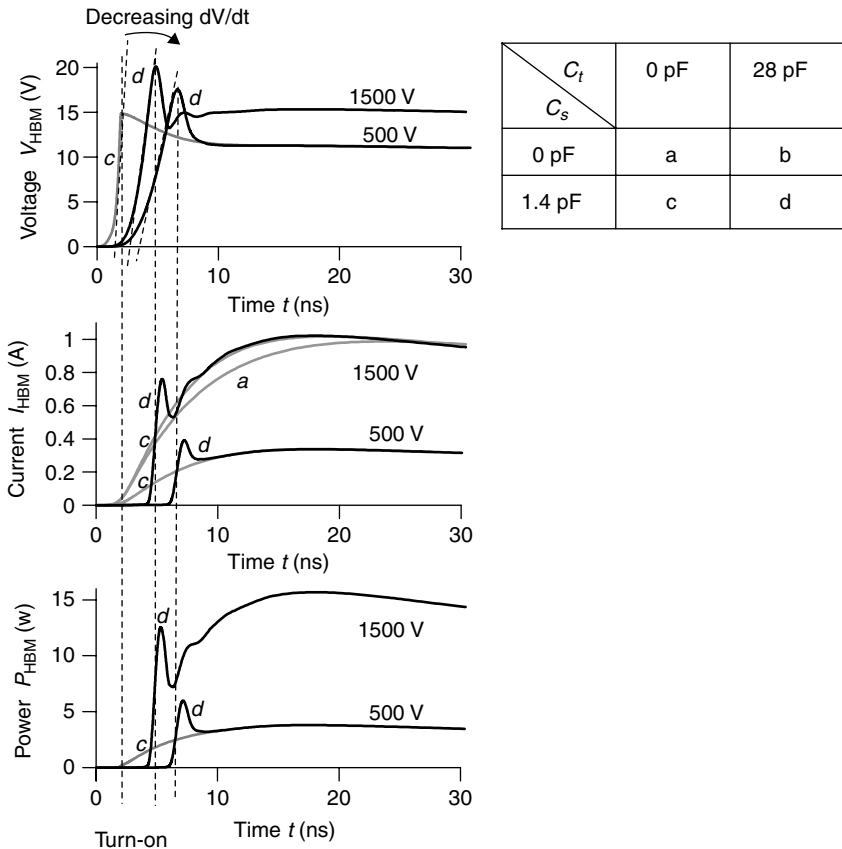 Decreasing dV/dt
Voltage V_HBM (V)
20
15
10
5
0
d
d
c
1500 V
500 V
0 10 20 30
Time t (ns)
C_t 0 pF 28 pF
C_s
0 pF a b
1.4 pF c d
Current I_HBM (A)
1
0.8
0.6
0.4
0.2
0
d
c
c
a
d
1500 V
500 V
0 10 20 30
Time t (ns)
Power P_HBM (w)
15
10
5
0
d
c
d
1500 V
500 V
0 10 20 30
Turn-on
Time t (ns)